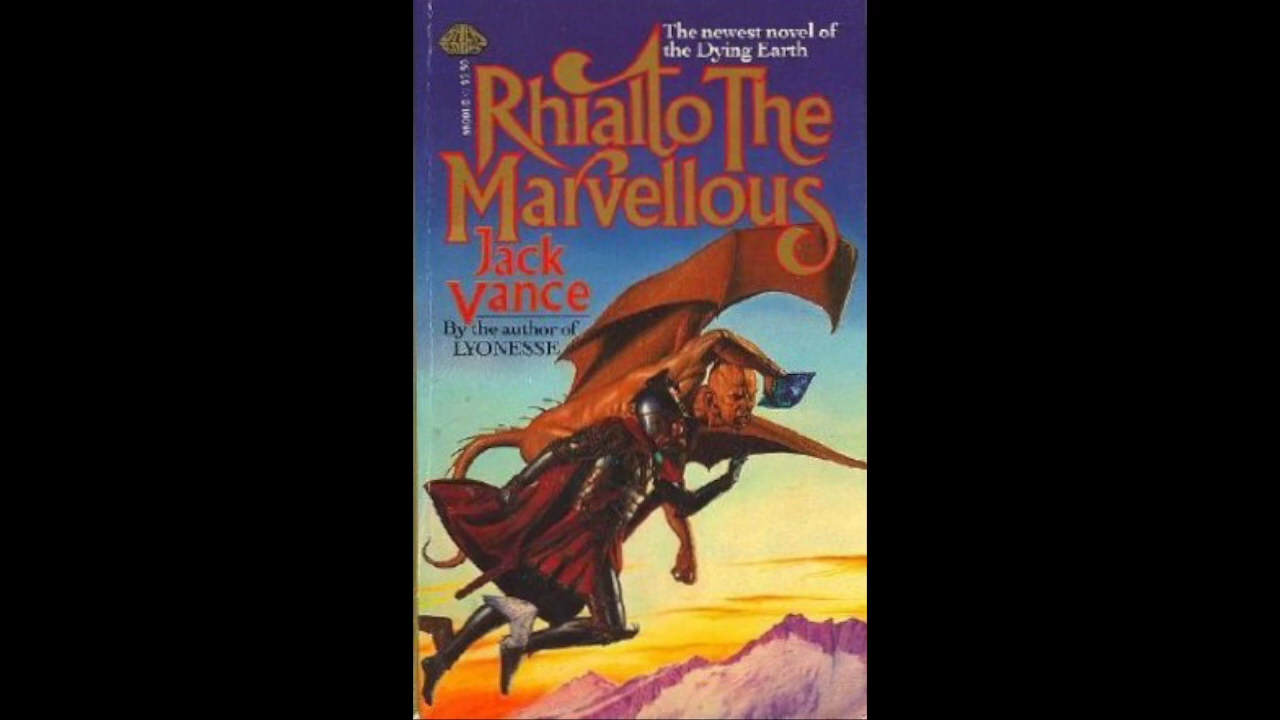 The newest novel of
the Dying Earth
Rhialto The
Marvellous
Jack
Vance
By the author of
LYONESSE